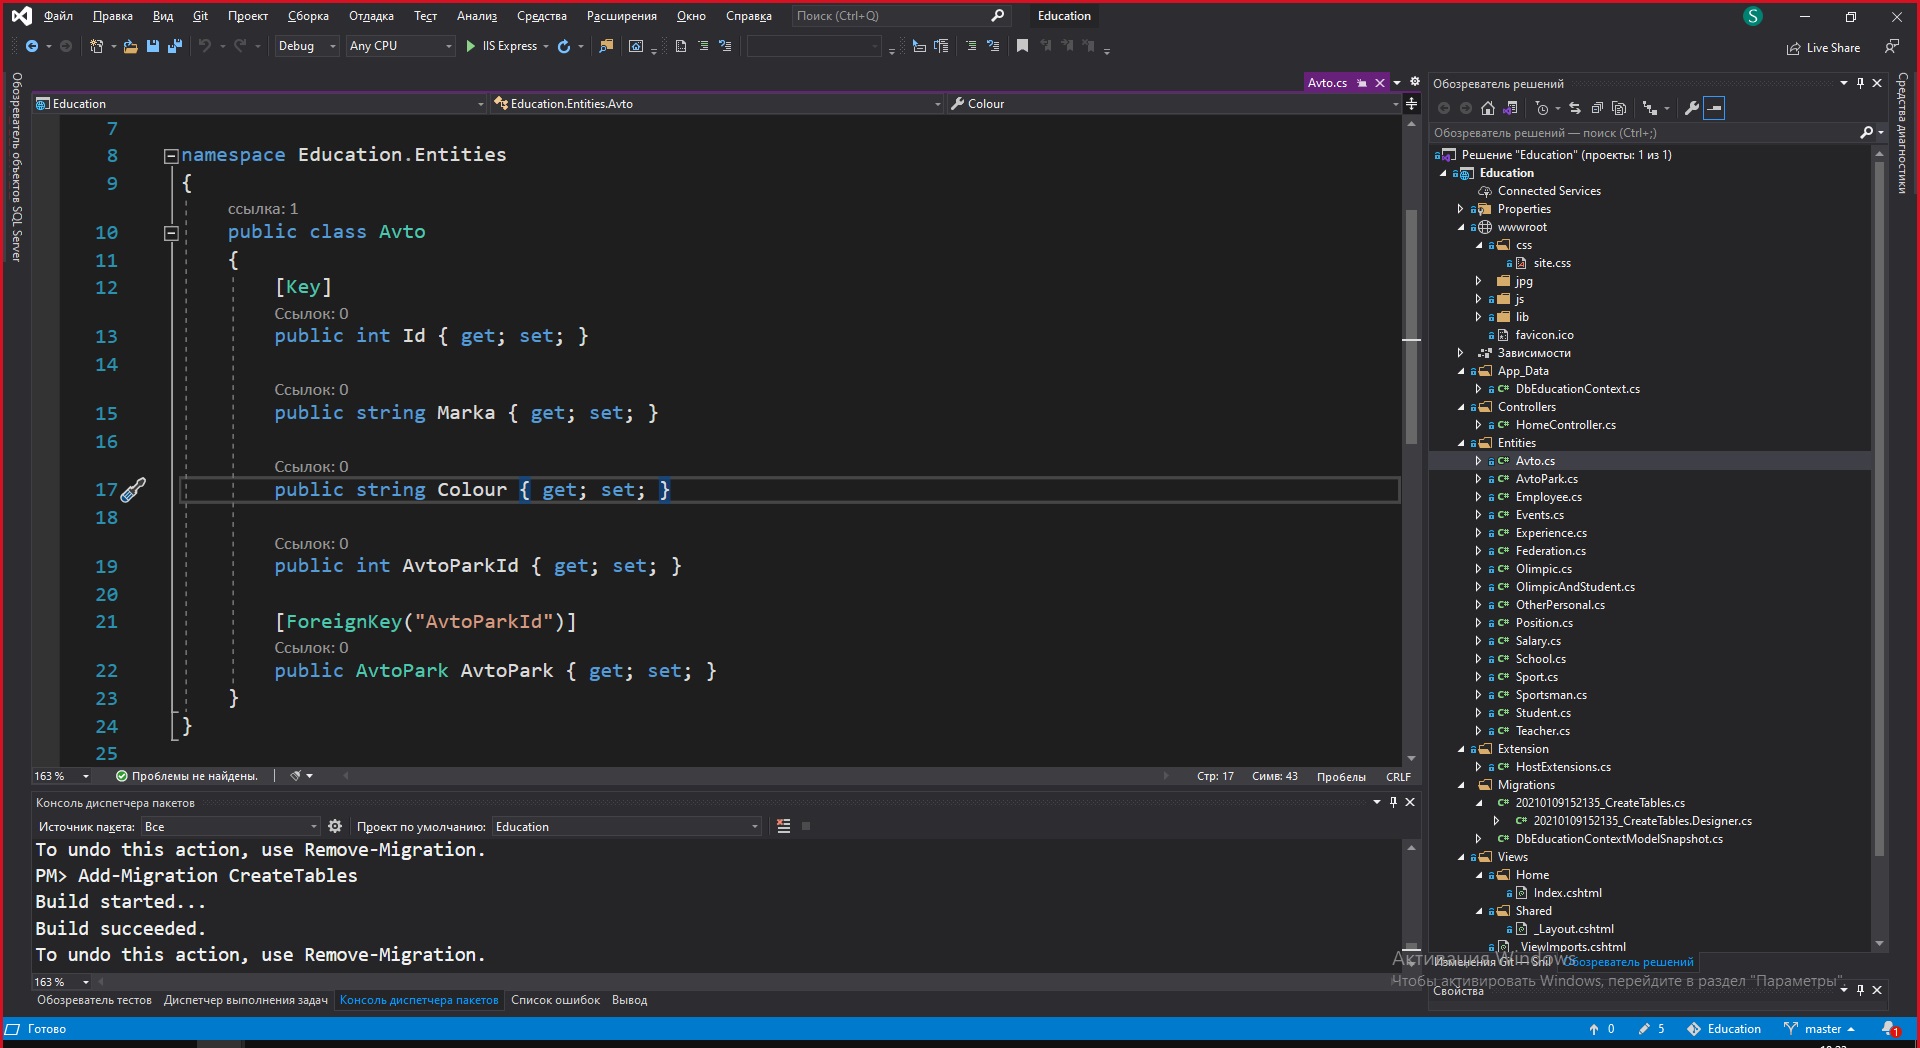 Файл Правка Вид Git Проект Сборка Отладка Тест Анализ Средства Расширения Окно Справка Поиск (Ctrl+Q) Education S
Debug Any CPU IIS Express Live Share
Обозреватель объектов SQL Server
Avto.cs
Education Education.Entities.Avto Colour
7
8 namespace Education.Entities
9 {
ссылка: 1
10 public class Avto
11 {
12 [Key]
Ссылок: 0
13 public int Id { get; set; }
14
Ссылок: 0
15 public string Marka { get; set; }
16
Ссылок: 0
17 public string Colour { get; set; }
18
Ссылок: 0
19 public int AvtoParkId { get; set; }
20
21 [ForeignKey("AvtoParkId")]
Ссылок: 0
22 public AvtoPark AvtoPark { get; set; }
23 }
24 }
25
163 % Проблемы не найдены. Стр: 17 Симв: 43 Пробелы CRLF
Консоль диспетчера пакетов
Источник пакета: Все Проект по умолчанию: Education
To undo this action, use Remove-Migration.
PM> Add-Migration CreateTables
Build started...
Build succeeded.
To undo this action, use Remove-Migration.
163 %
Обозреватель тестов Диспетчер выполнения задач Консоль диспетчера пакетов Список ошибок Вывод
Обозреватель решений
Обозреватель решений — поиск (Ctrl+;)
Решение "Education" (проекты: 1 из 1)
Education
Connected Services
Properties
wwwroot
css
site.css
jpg
js
lib
favicon.ico
Зависимости
App_Data
C# DbEducationContext.cs
Controllers
C# HomeController.cs
Entities
C# Avto.cs
C# AvtoPark.cs
C# Employee.cs
C# Events.cs
C# Experience.cs
C# Federation.cs
C# Olimpic.cs
C# OlimpicAndStudent.cs
C# OtherPersonal.cs
C# Position.cs
C# Salary.cs
C# School.cs
C# Sport.cs
C# Sportsman.cs
C# Student.cs
C# Teacher.cs
Extension
C# HostExtensions.cs
Migrations
C# 20210109152135_CreateTables.cs
C# 20210109152135_CreateTables.Designer.cs
C# DbEducationContextModelSnapshot.cs
Views
Home
Index.cshtml
Shared
_Layout.cshtml
_ViewImports.cshtml
Изменения Git — Snil Обозреватель решений
Активация Windows
Чтобы активировать Windows, перейдите в раздел "Параметры".
Свойства
Средства диагностики
Готово 0 5 Education master 1